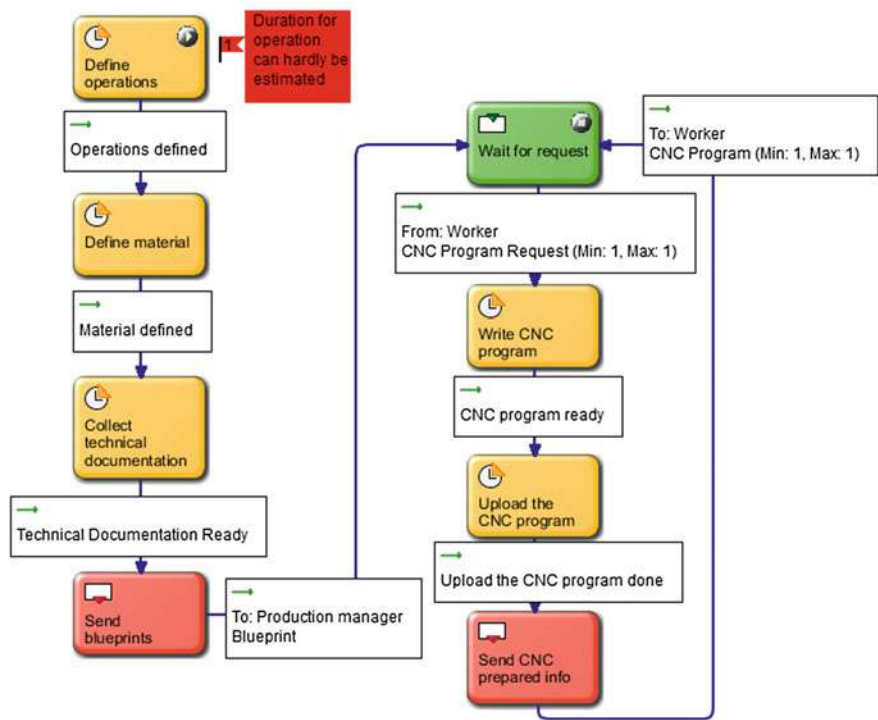 Define
operations
1
Duration for
operation
can hardly be
estimated
Operations defined
Define material
Material defined
Collect
technical
documentation
Technical Documentation Ready
Send
blueprints
To: Production manager
Blueprint
Wait for request
To: Worker
CNC Program (Min: 1, Max: 1)
From: Worker
CNC Program Request (Min: 1, Max: 1)
Write CNC
program
CNC program ready
Upload the
CNC program
Upload the CNC program done
Send CNC
prepared info